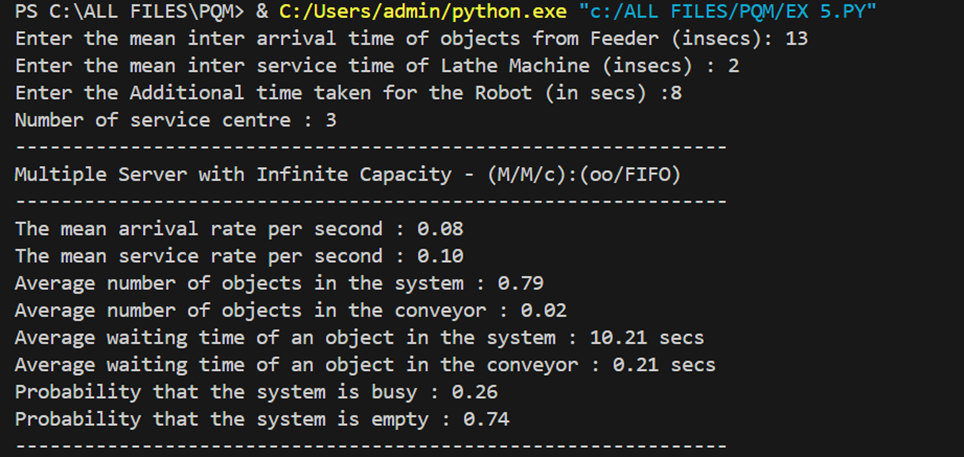 PS C:\ALL FILES\PQM> & C:/Users/admin/python.exe "c:/ALL FILES/PQM/EX 5.PY"
Enter the mean inter arrival time of objects from Feeder (insecs): 13
Enter the mean inter service time of Lathe Machine (insecs) : 2
Enter the Additional time taken for the Robot (in secs) :8
Number of service centre : 3
---------------------------------------------------------------
Multiple Server with Infinite Capacity - (M/M/c):(oo/FIFO)
---------------------------------------------------------------
The mean arrival rate per second : 0.08
The mean service rate per second : 0.10
Average number of objects in the system : 0.79
Average number of objects in the conveyor : 0.02
Average waiting time of an object in the system : 10.21 secs
Average waiting time of an object in the conveyor : 0.21 secs
Probability that the system is busy : 0.26
Probability that the system is empty : 0.74
---------------------------------------------------------------